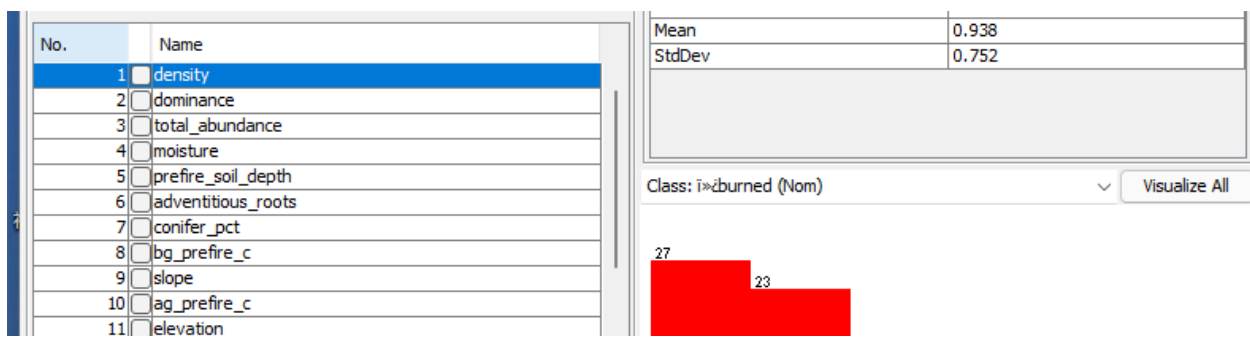 No. Name
1 density
2 dominance
3 total_abundance
4 moisture
5 prefire_soil_depth
6 adventitious_roots
7 conifer_pct
8 bg_prefire_c
9 slope
10 ag_prefire_c
11 elevation
Mean 0.938
StdDev 0.752
Class: ï»żburned (Nom) Visualize All
27
23